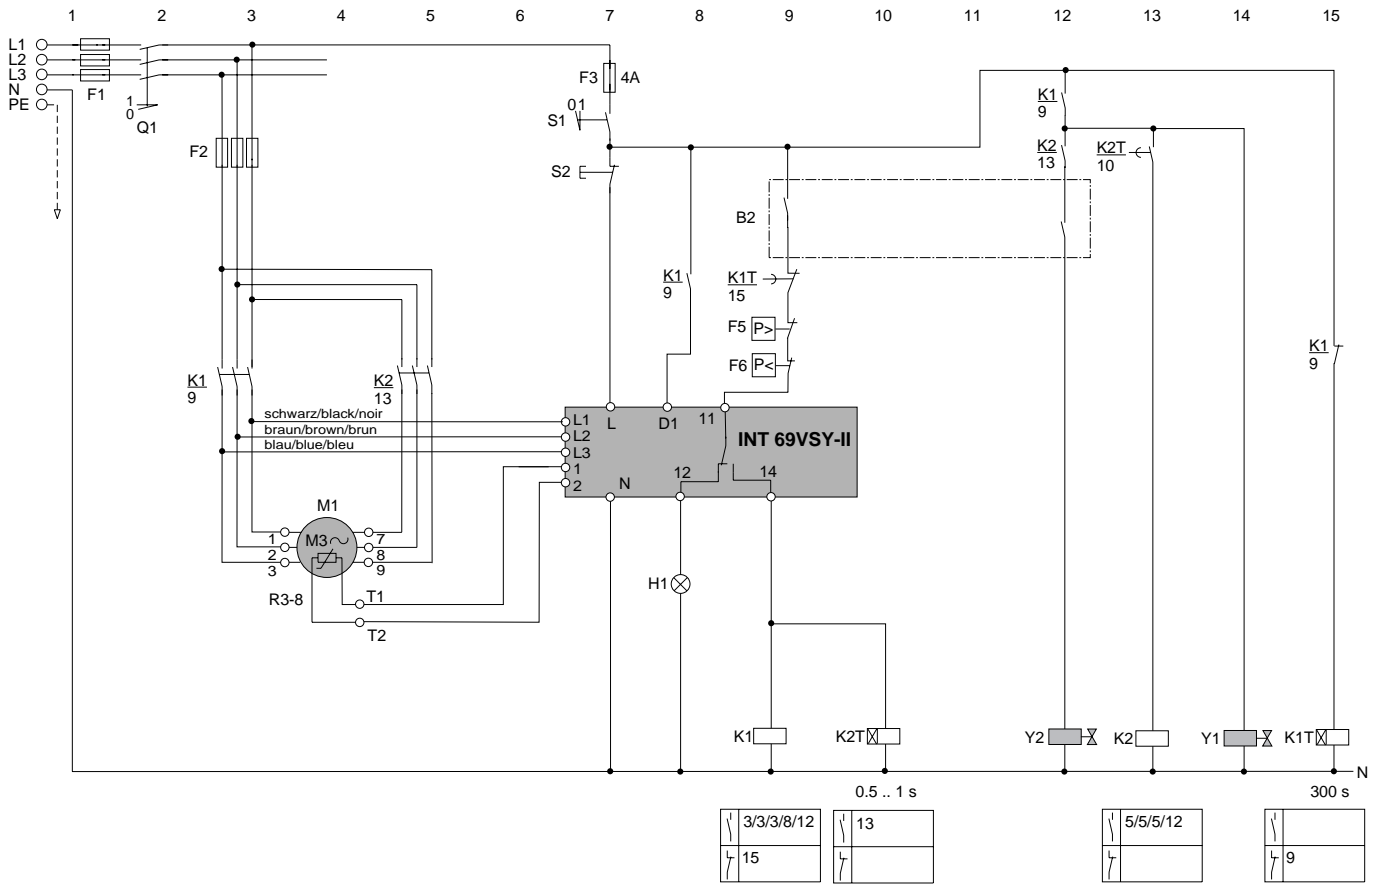 1 2 3 4 5 6 7 8 9 10 11 12 13 14 15
L1
L2
L3
N
PE
F1
1
0
Q1
F2
F3 4A
01
S1
S2
K1
9
K2
13
K2T
10
B2
K1
9
K1T
15
F5 P>
F6 P<
K1
9
K1
9
K2
13
schwarz/black/noir
braun/brown/brun
blau/blue/bleu
L1
L2
L3
1
2
L D1 11
INT 69VSY-II
N 12 14
M1
M3
1
2
3
7
8
9
R3-8
T1
T2
H1
K1 K2T Y2 K2 Y1 K1T
N
0.5 .. 1 s 300 s
3/3/3/8/12 13 5/5/5/12
15 9